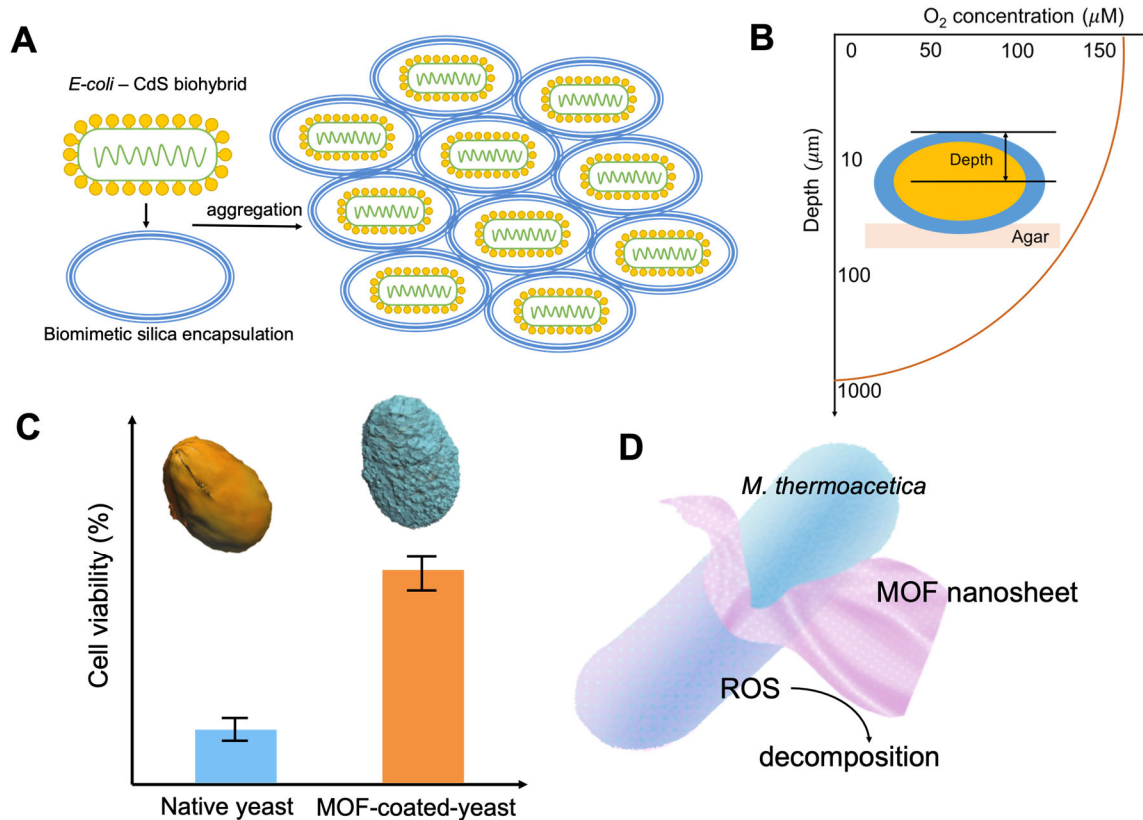 A
E-coli – CdS biohybrid
aggregation
Biomimetic silica encapsulation
B
O₂ concentration (μM)
0 50 100 150
Depth (μm)
10
100
1000
Depth
Agar
C
Cell viability (%)
Native yeast MOF-coated-yeast
D
M. thermoacetica
MOF nanosheet
ROS
decomposition